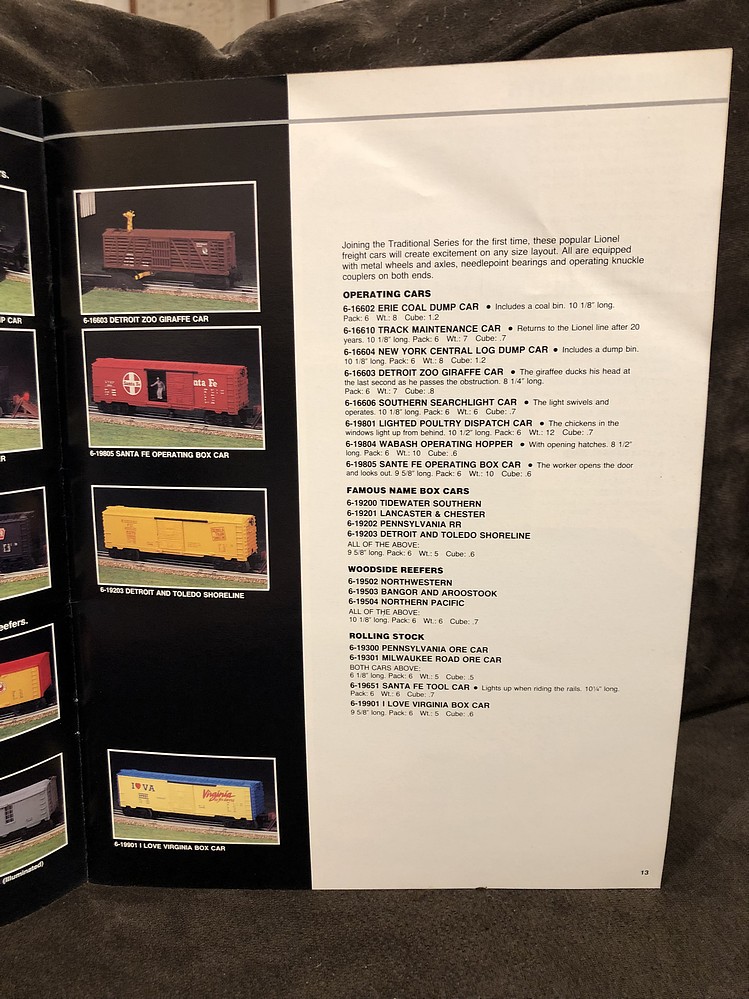 s.
P CAR
R
eefers.
(Illuminated)
6-16603 DETROIT ZOO GIRAFFE CAR
Santa Fe
ta Fe
6-19805 SANTA FE OPERATING BOX CAR
6-19203 DETROIT AND TOLEDO SHORELINE
I VA
Virginia
6-19901 I LOVE VIRGINIA BOX CAR
Joining the Traditional Series for the first time, these popular Lionel
freight cars will create excitement on any size layout. All are equipped
with metal wheels and axles, needlepoint bearings and operating knuckle
couplers on both ends.
OPERATING CARS
6-16602 ERIE COAL DUMP CAR ● Includes a coal bin. 10 1/8" long.
Pack: 6 Wt.: 8 Cube: 1.2
6-16610 TRACK MAINTENANCE CAR ● Returns to the Lionel line after 20
years. 10 1/8" long. Pack: 6 Wt.: 7 Cube: .7
6-16604 NEW YORK CENTRAL LOG DUMP CAR ● Includes a dump bin.
10 1/8" long. Pack: 6 Wt.: 8 Cube: 1.2
6-16603 DETROIT ZOO GIRAFFE CAR ● The giraffe ducks his head at
the last second as he passes the obstruction. 8 1/4" long.
Pack: 6 Wt.: 7 Cube: .8
6-16606 SOUTHERN SEARCHLIGHT CAR ● The light swivels and
operates. 10 1/8" long. Pack: 6 Wt.: 6 Cube: .7
6-19801 LIGHTED POULTRY DISPATCH CAR ● The chickens in the
windows light up from behind. 10 1/2" long. Pack: 6 Wt.: 12 Cube: .7
6-19804 WABASH OPERATING HOPPER ● With opening hatches. 8 1/2"
long. Pack: 6 Wt.: 10 Cube: .6
6-19805 SANTE FE OPERATING BOX CAR ● The worker opens the door
and looks out. 9 5/8" long. Pack: 6 Wt.: 10 Cube: .6
FAMOUS NAME BOX CARS
6-19200 TIDEWATER SOUTHERN
6-19201 LANCASTER & CHESTER
6-19202 PENNSYLVANIA RR
6-19203 DETROIT AND TOLEDO SHORELINE
ALL OF THE ABOVE:
9 5/8" long. Pack: 6 Wt.: 5 Cube: .6
WOODSIDE REEFERS
6-19502 NORTHWESTERN
6-19503 BANGOR AND AROOSTOOK
6-19504 NORTHERN PACIFIC
ALL OF THE ABOVE:
10 1/8" long. Pack: 6 Wt.: 6 Cube: .7
ROLLING STOCK
6-19300 PENNSYLVANIA ORE CAR
6-19301 MILWAUKEE ROAD ORE CAR
BOTH CARS ABOVE:
6 1/8" long. Pack: 6 Wt.: 5 Cube: .5
6-19651 SANTA FE TOOL CAR ● Lights up when riding the rails. 10¼" long.
Pack: 6 Wt.: 6 Cube: .7
6-19901 I LOVE VIRGINIA BOX CAR
9 5/8" long. Pack: 6 Wt.: 5 Cube: .6
13